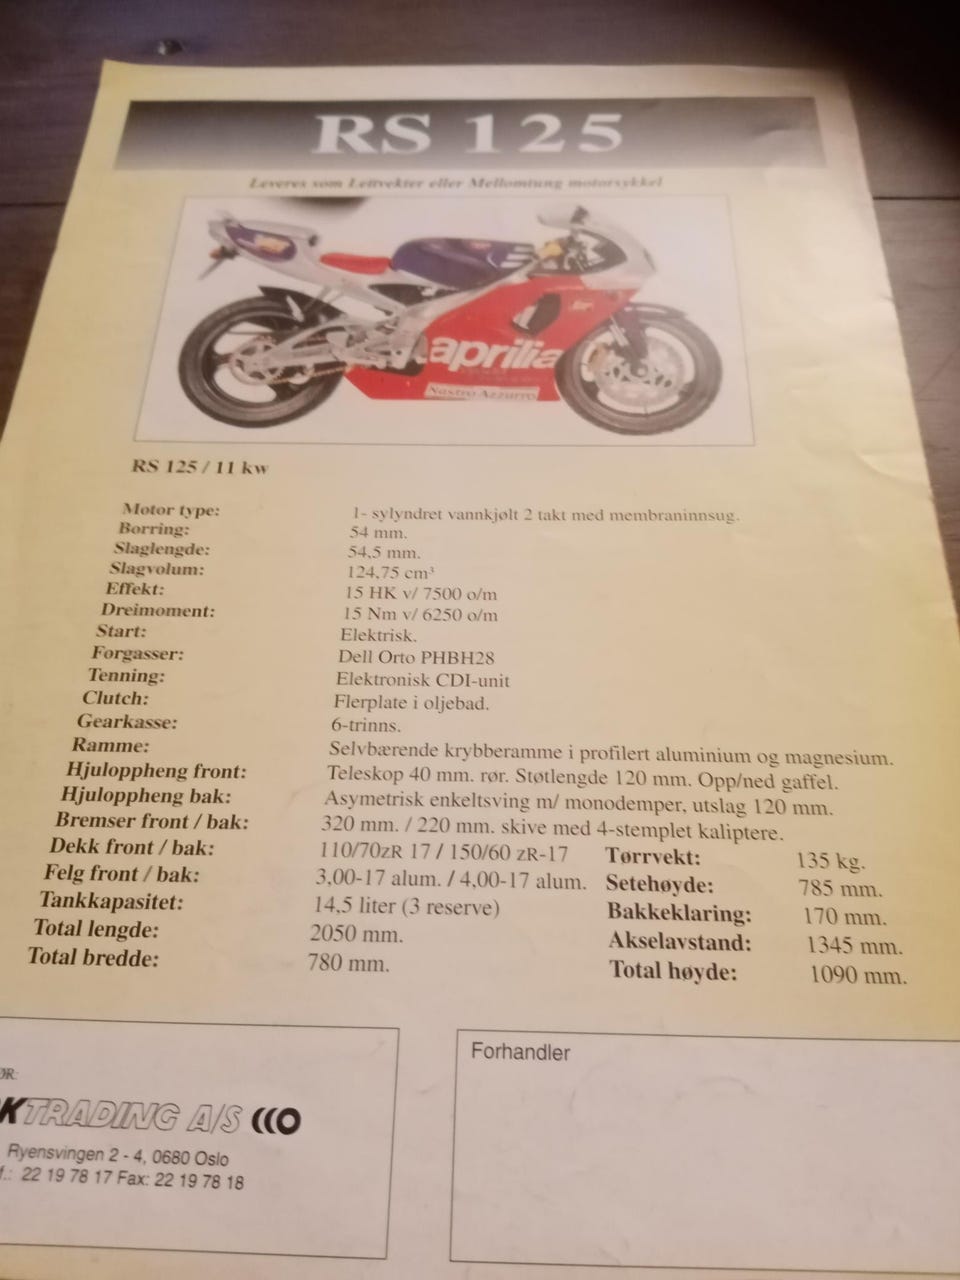 RS 125
Leveres som Lettvekter eller Mellomtung motorsykkel
aprilia
Nastro Azzurro
RS 125 / 11 kw
Motor type: 1- sylyndret vannkjølt 2 takt med membraninnsug.
Borring: 54 mm.
Slaglengde: 54,5 mm.
Slagvolum: 124,75 cm³
Effekt: 15 HK v/ 7500 o/m
Dreimoment: 15 Nm v/ 6250 o/m
Start: Elektrisk.
Forgasser: Dell Orto PHBH28
Tenning: Elektronisk CDI-unit
Clutch: Flerplate i oljebad.
Gearkasse: 6-trinns.
Ramme: Selvbærende krybberamme i profilert aluminium og magnesium.
Hjuloppheng front: Teleskop 40 mm. rør. Støtlengde 120 mm. Opp/ned gaffel.
Hjuloppheng bak: Asymetrisk enkeltsving m/ monodemper, utslag 120 mm.
Bremser front / bak: 320 mm. / 220 mm. skive med 4-stemplet kaliptere.
Dekk front / bak: 110/70ZR 17 / 150/60 ZR-17 Tørrvekt: 135 kg.
Felg front / bak: 3,00-17 alum. / 4,00-17 alum. Setehøyde: 785 mm.
Tankkapasitet: 14,5 liter (3 reserve) Bakkeklaring: 170 mm.
Total lengde: 2050 mm. Akselavstand: 1345 mm.
Total bredde: 780 mm. Total høyde: 1090 mm.
ØR:
KTRADING A/S
Ryensvingen 2 - 4, 0680 Oslo
f.: 22 19 78 17 Fax: 22 19 78 18
Forhandler